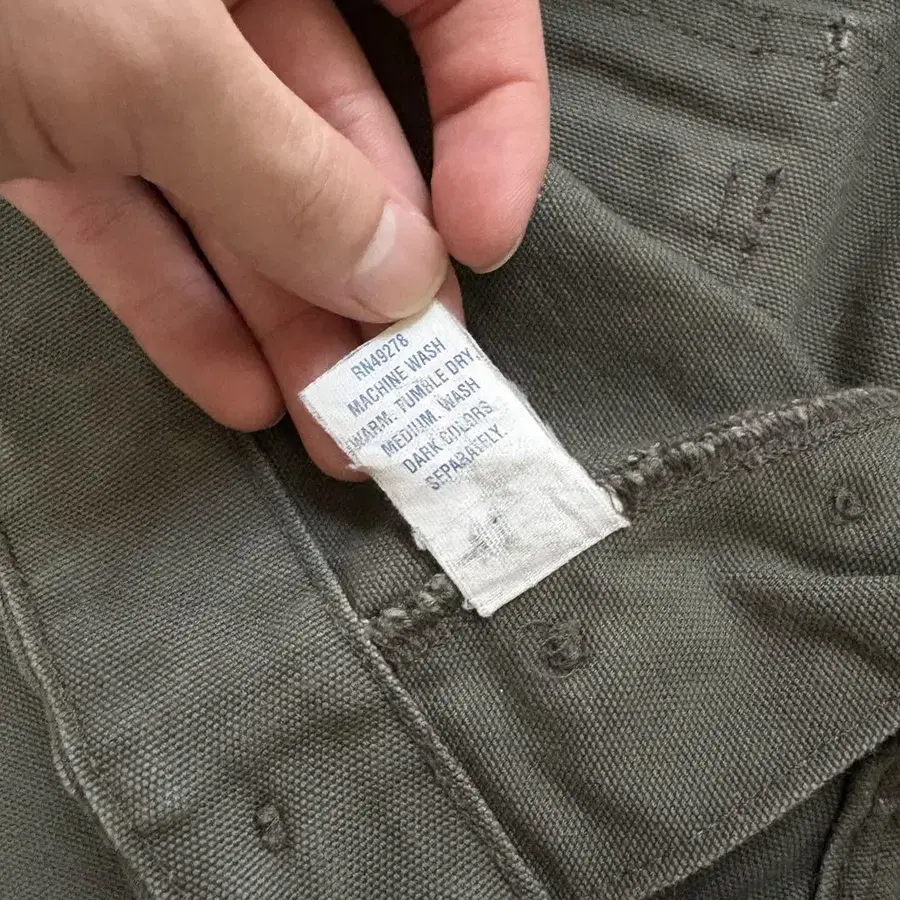 RN49278
MACHINE WASH
WARM. TUMBLE DRY
MEDIUM. WASH
DARK COLORS
SEPARATELY.